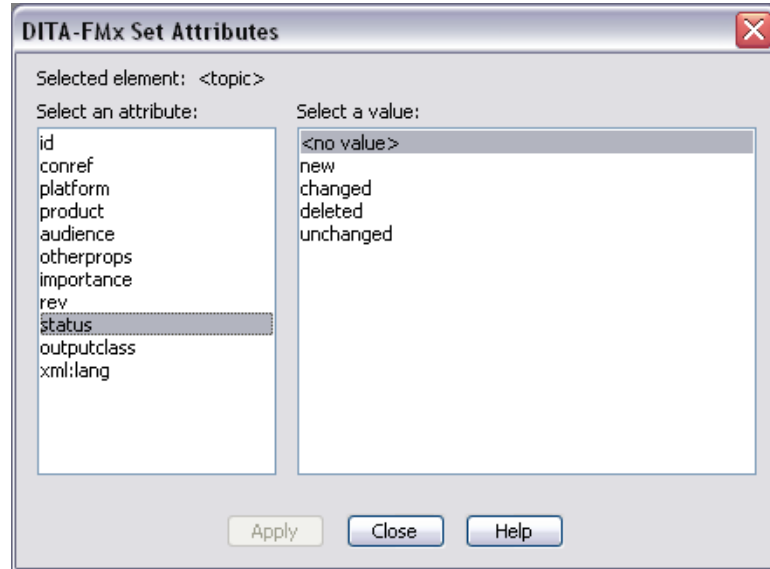 DITA-FMx Set Attributes
Selected element: <topic>
Select an attribute:
id
conref
platform
product
audience
otherprops
importance
rev
status
outputclass
xml:lang
Select a value:
<no value>
new
changed
deleted
unchanged
Apply
Close
Help